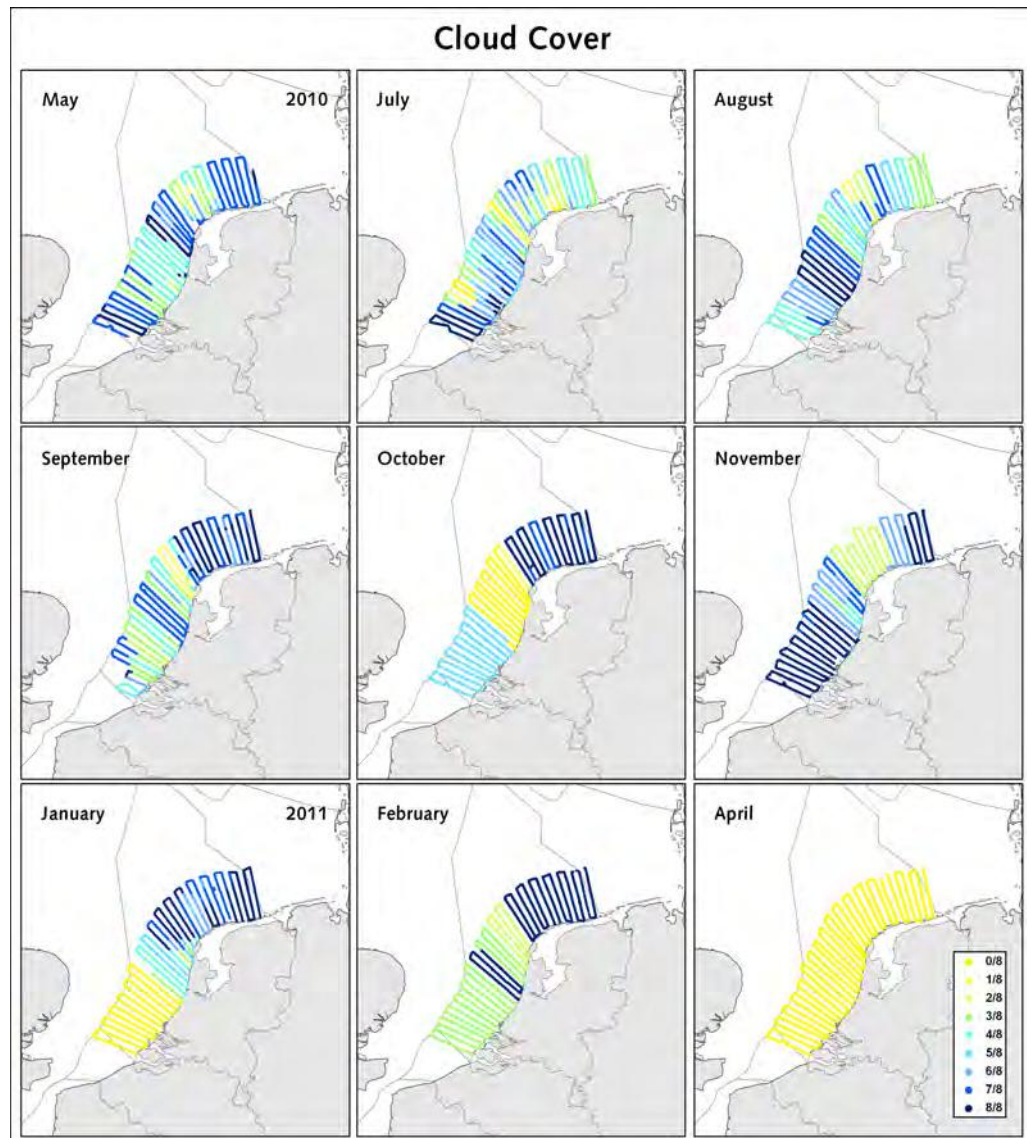 Cloud Cover
May 2010
July
August
September
October
November
January 2011
February
April
0/8
1/8
2/8
3/8
4/8
5/8
6/8
7/8
8/8